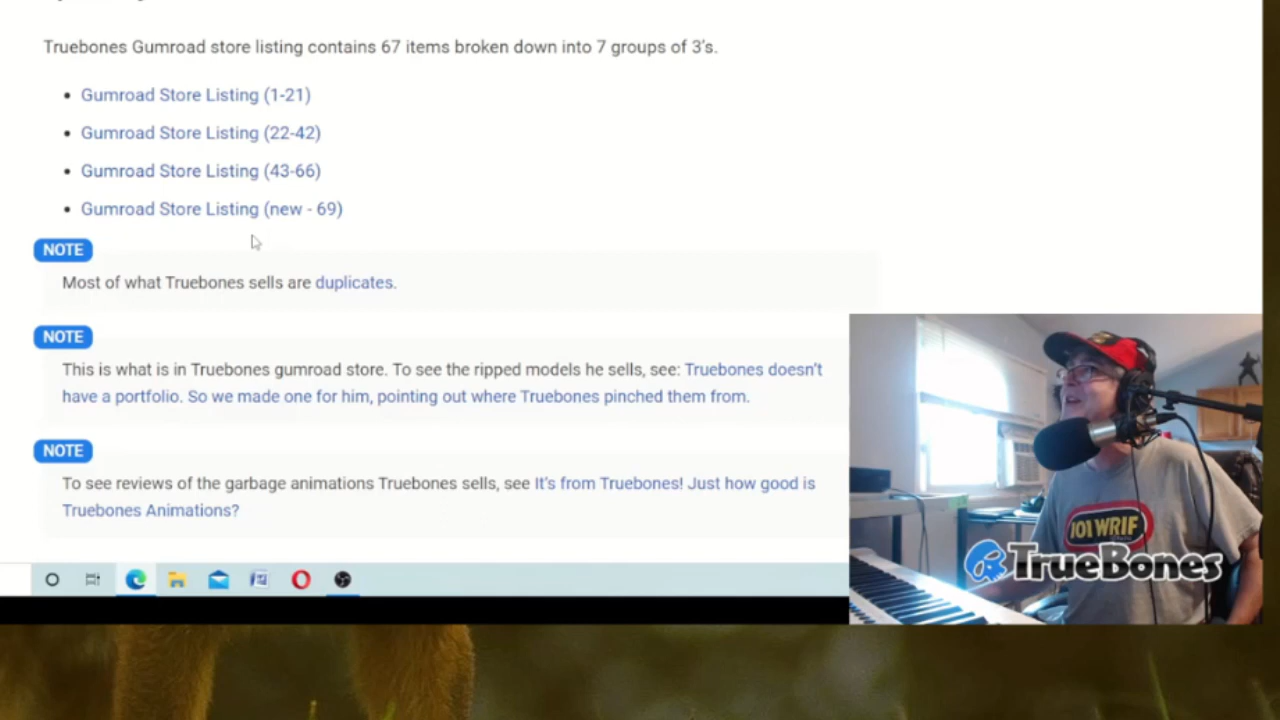 Truebones Gumroad store listing contains 67 items broken down into 7 groups of 3's.
Gumroad Store Listing (1-21)
Gumroad Store Listing (22-42)
Gumroad Store Listing (43-66)
Gumroad Store Listing (new - 69)
NOTE
Most of what Truebones sells are duplicates.
NOTE
This is what is in Truebones gumroad store. To see the ripped models he sells, see: Truebones doesn't
have a portfolio. So we made one for him, pointing out where Truebones pinched them from.
NOTE
To see reviews of the garbage animations Truebones sells, see It's from Truebones! Just how good is
Truebones Animations?
101 WRIF
TrueBones